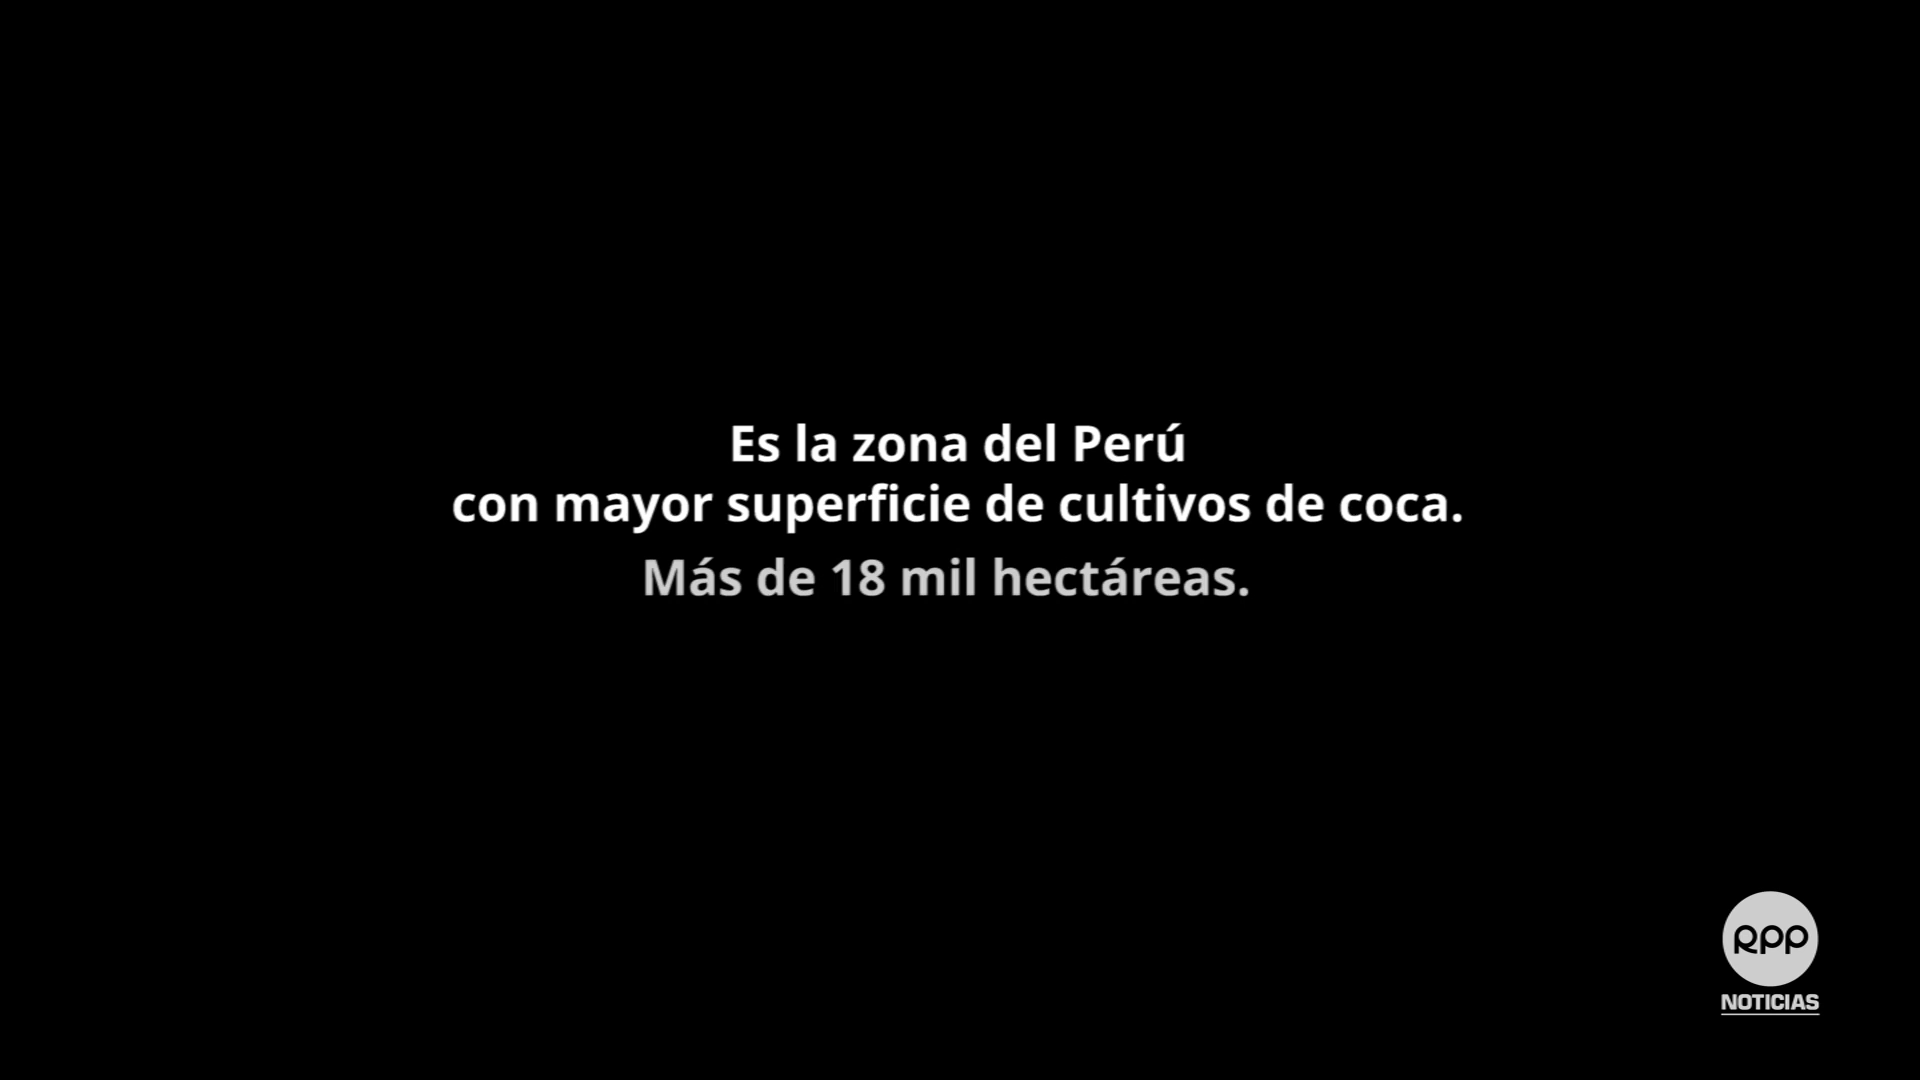 Es la zona del Perú
con mayor superficie de cultivos de coca.
Más de 18 mil hectáreas.
RPP
NOTICIAS